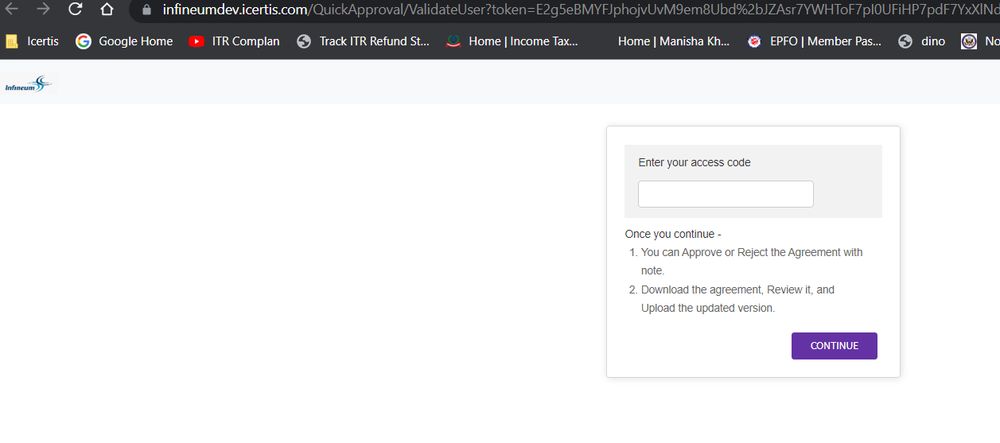 infineumdev.icertis.com/QuickApproval/ValidateUser?token=E2g5eBMYFJphojvUvM9em8Ubd%2bJZAsr7YWHToF7pI0UFiHP7pdF7YxXlNd
Icertis Google Home ITR Complan Track ITR Refund St... Home | Income Tax... Home | Manisha Kh... EPFO | Member Pas... dino No
Infineum
Enter your access code
Once you continue -
1. You can Approve or Reject the Agreement with
note.
2. Download the agreement, Review it, and
Upload the updated version.
CONTINUE